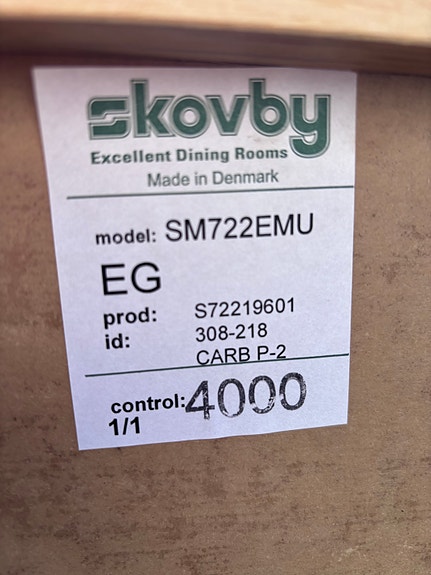 skovby
Excellent Dining Rooms
Made in Denmark
model: SM722EMU
EG
prod: S72219601
id: 308-218
CARB P-2
control: 4000
1/1